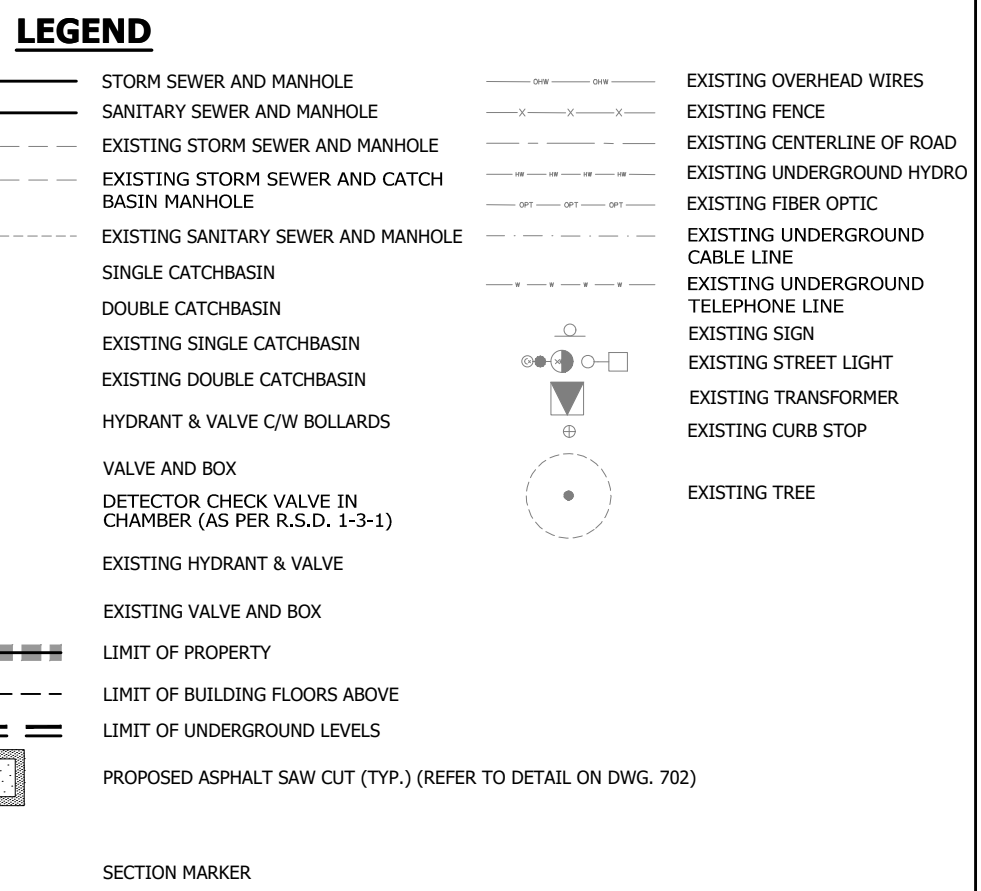 LEGEND
STORM SEWER AND MANHOLE
SANITARY SEWER AND MANHOLE
EXISTING STORM SEWER AND MANHOLE
EXISTING STORM SEWER AND CATCH
BASIN MANHOLE
EXISTING SANITARY SEWER AND MANHOLE
SINGLE CATCHBASIN
DOUBLE CATCHBASIN
EXISTING SINGLE CATCHBASIN
EXISTING DOUBLE CATCHBASIN
HYDRANT & VALVE C/W BOLLARDS
VALVE AND BOX
DETECTOR CHECK VALVE IN
CHAMBER (AS PER R.S.D. 1-3-1)
EXISTING HYDRANT & VALVE
EXISTING VALVE AND BOX
LIMIT OF PROPERTY
LIMIT OF BUILDING FLOORS ABOVE
LIMIT OF UNDERGROUND LEVELS
PROPOSED ASPHALT SAW CUT (TYP.) (REFER TO DETAIL ON DWG. 702)
SECTION MARKER
OHW OHW EXISTING OVERHEAD WIRES
X X X EXISTING FENCE
EXISTING CENTERLINE OF ROAD
HW HW HW HW EXISTING UNDERGROUND HYDRO
OPT OPT OPT EXISTING FIBER OPTIC
EXISTING UNDERGROUND
CABLE LINE
W W W W EXISTING UNDERGROUND
TELEPHONE LINE
EXISTING SIGN
EXISTING STREET LIGHT
EXISTING TRANSFORMER
EXISTING CURB STOP
EXISTING TREE